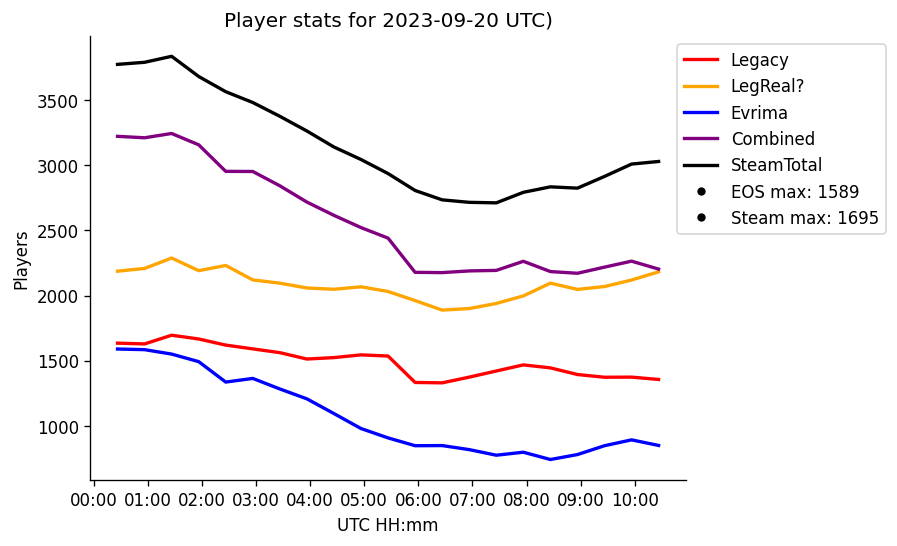 Player stats for 2023-09-20 UTC)
Legacy
LegReal?
Evrima
Combined
SteamTotal
EOS max: 1589
Steam max: 1695
Players
3500
3000
2500
2000
1500
1000
00:00 01:00 02:00 03:00 04:00 05:00 06:00 07:00 08:00 09:00 10:00
UTC HH:mm